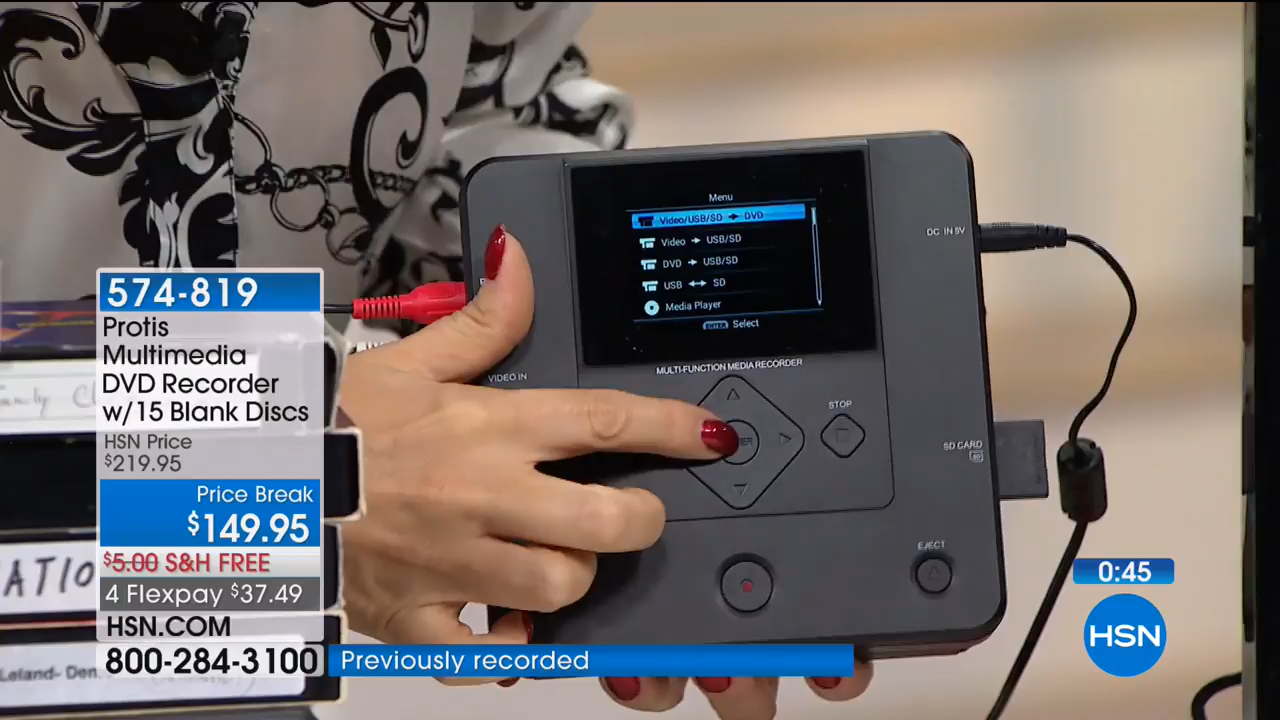 574-819
Protis
Multimedia
DVD Recorder
w/15 Blank Discs
HSN Price
$219.95
Price Break
$149.95
$5.00 S&H FREE
4 Flexpay $37.49
HSN.COM
800-284-3100
Previously recorded
0:45
HSN
Menu
Video/USB/SD → DVD
Video → USB/SD
DVD → USB/SD
USB ↔ SD
Media Player
ENTER Select
MULTI-FUNCTION MEDIA RECORDER
DC IN 5V
VIDEO IN
STOP
SD CARD
EJECT
Leland-